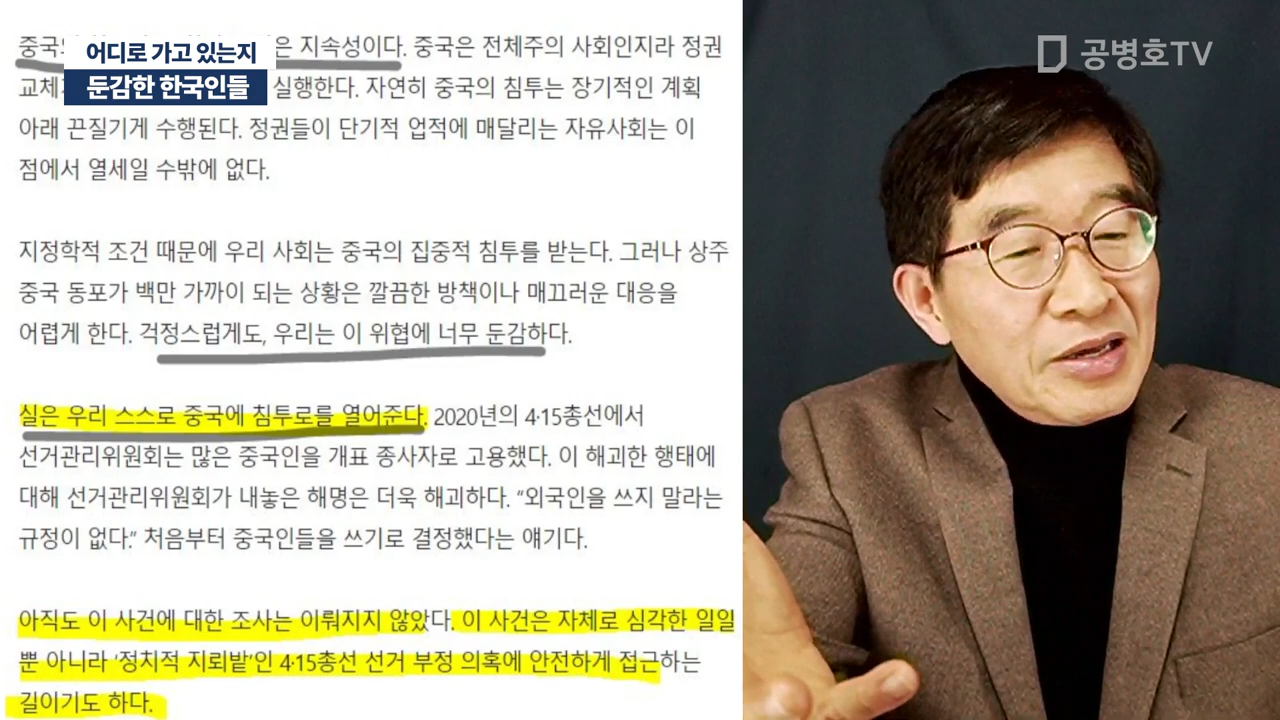 어디로 가고 있는지
둔감한 한국인들
공병호TV
중국의 은 지속성이다. 중국은 전체주의 사회인지라 정권
교체 실행한다. 자연히 중국의 침투는 장기적인 계획
아래 끈질기게 수행된다. 정권들이 단기적 업적에 매달리는 자유사회는 이
점에서 열세일 수밖에 없다.
지정학적 조건 때문에 우리 사회는 중국의 집중적 침투를 받는다. 그러나 상주
중국 동포가 백만 가까이 되는 상황은 깔끔한 방책이나 매끄러운 대응을
어렵게 한다. 걱정스럽게도, 우리는 이 위협에 너무 둔감하다.
실은 우리 스스로 중국에 침투로를 열어준다. 2020년의 4·15총선에서
선거관리위원회는 많은 중국인을 개표 종사자로 고용했다. 이 해괴한 행태에
대해 선거관리위원회가 내놓은 해명은 더욱 해괴하다. “외국인을 쓰지 말라는
규정이 없다.” 처음부터 중국인들을 쓰기로 결정했다는 얘기다.
아직도 이 사건에 대한 조사는 이뤄지지 않았다. 이 사건은 자체로 심각한 일일
뿐 아니라 ‘정치적 지뢰밭’인 4·15총선 선거 부정 의혹에 안전하게 접근하는
길이기도 하다.